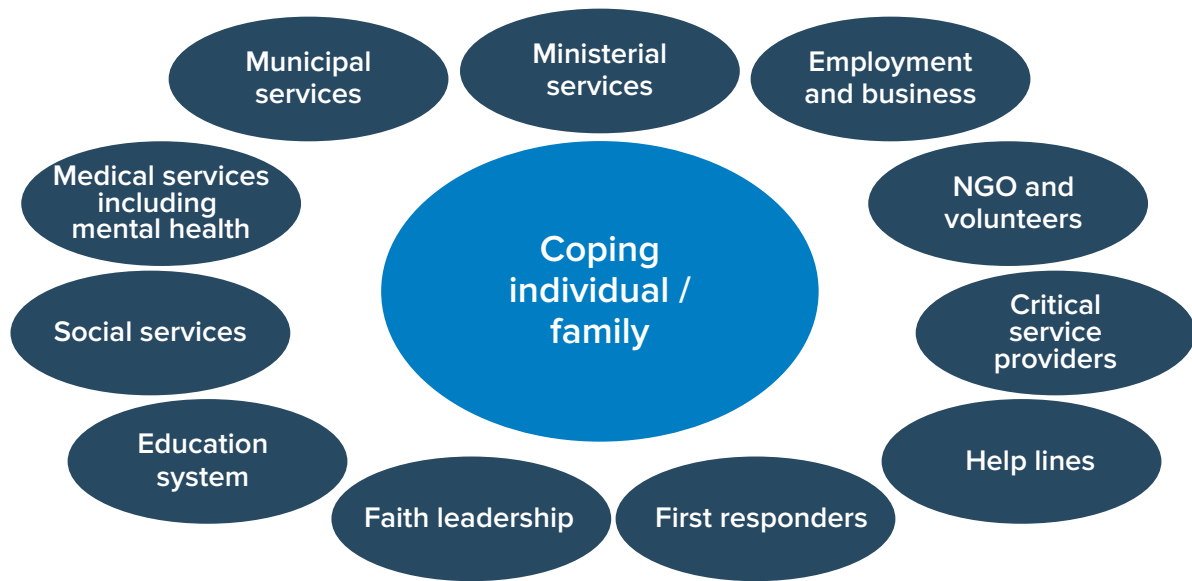 Municipal
services
Ministerial
services
Employment
and business
Medical services
including
mental health
NGO and
volunteers
Coping
individual /
family
Social services
Critical
service
providers
Education
system
Help lines
Faith leadership
First responders